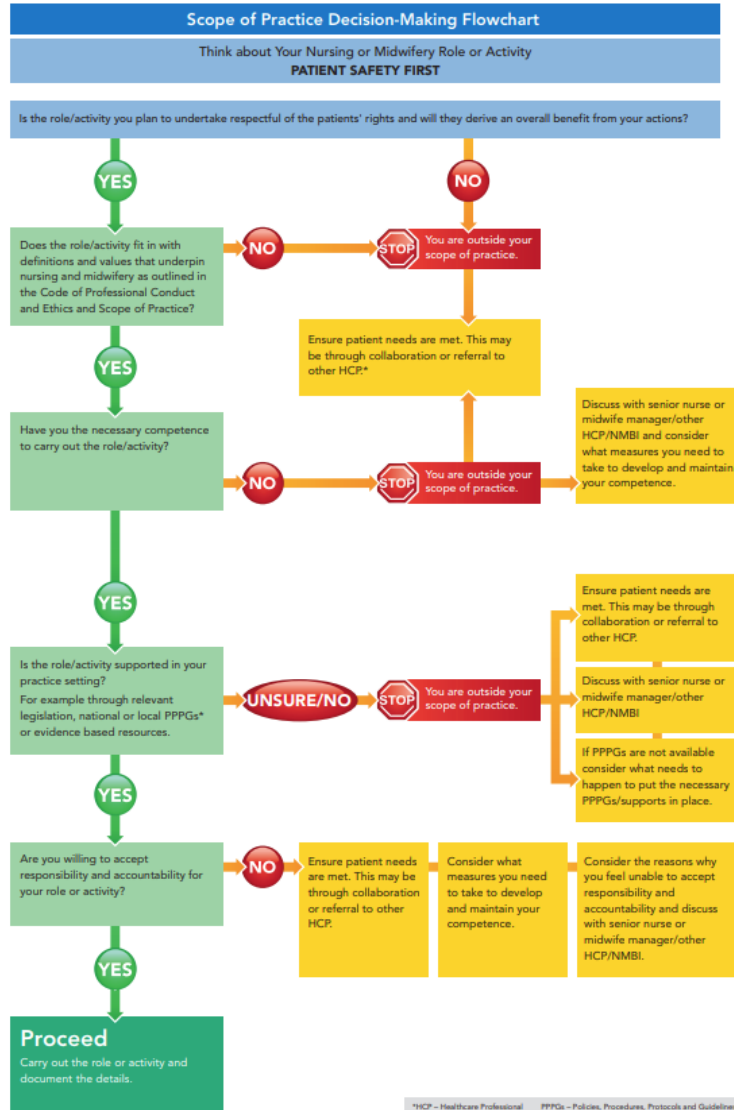 Scope of Practice Decision-Making Flowchart
Think about Your Nursing or Midwifery Role or Activity
PATIENT SAFETY FIRST
Is the role/activity you plan to undertake respectful of the patients' rights and will they derive an overall benefit from your actions?
YES
NO
Does the role/activity fit in with
definitions and values that underpin
nursing and midwifery as outlined in
the Code of Professional Conduct
and Ethics and Scope of Practice?
NO
STOP
You are outside your
scope of practice.
Ensure patient needs are met. This may
be through collaboration or referral to
other HCP.*
YES
Have you the necessary competence
to carry out the role/activity?
NO
STOP
You are outside your
scope of practice.
Discuss with senior nurse or
midwife manager/other
HCP/NMBI and consider
what measures you need to
take to develop and maintain
your competence.
YES
Is the role/activity supported in your
practice setting?
For example through relevant
legislation, national or local PPPGs*
or evidence based resources.
UNSURE/NO
STOP
You are outside your
scope of practice.
Ensure patient needs are
met. This may be through
collaboration or referral to
other HCP.
Discuss with senior nurse or
midwife manager/other
HCP/NMBI
If PPPGs are not available
consider what needs to
happen to put the necessary
PPPGs/supports in place.
YES
Are you willing to accept
responsibility and accountability for
your role or activity?
NO
Ensure patient needs
are met. This may be
through collaboration
or referral to other
HCP.
Consider what
measures you need
to take to develop
and maintain your
competence.
Consider the reasons why
you feel unable to accept
responsibility and
accountability and discuss
with senior nurse or
midwife manager/other
HCP/NMBI.
YES
Proceed
Carry out the role or activity and
document the details.
*HCP – Healthcare Professional PPPGs – Policies, Procedures, Protocols and Guidelines